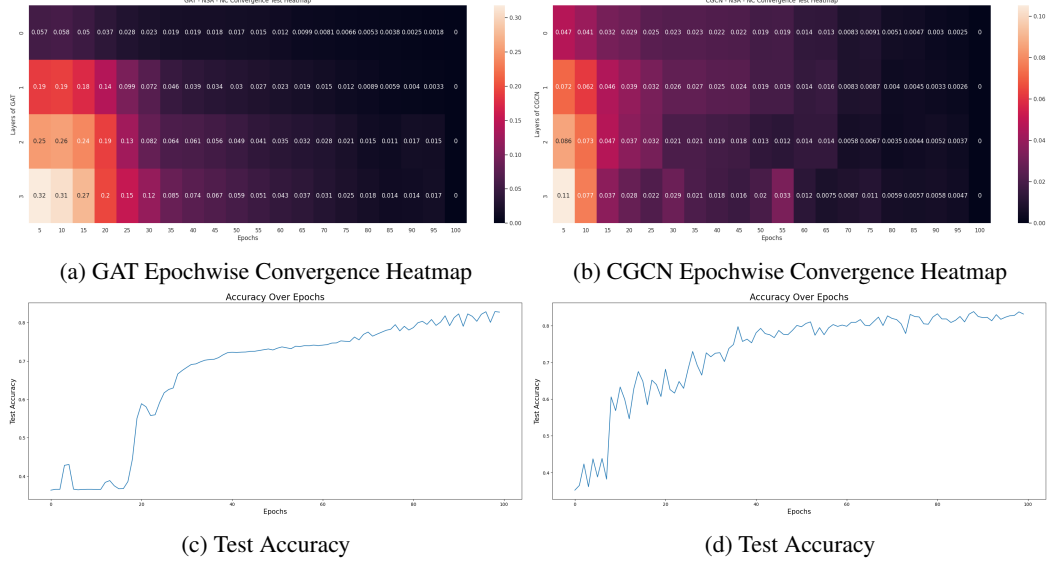 GAT - NSR - NC Convergence Test Heatmap
0 0.057 0.058 0.05 0.037 0.028 0.023 0.019 0.019 0.018 0.019 0.017 0.015 0.012 0.0099 0.0081 0.0066 0.0053 0.0038 0.0025 0.0018 0
1 0.19 0.19 0.18 0.14 0.099 0.072 0.046 0.039 0.034 0.03 0.027 0.023 0.019 0.015 0.015 0.012 0.0089 0.0059 0.004 0.0033 0
2 0.25 0.26 0.24 0.19 0.13 0.082 0.064 0.061 0.056 0.049 0.045 0.035 0.032 0.028 0.021 0.015 0.015 0.011 0.017 0.015 0
3 0.32 0.31 0.27 0.2 0.15 0.12 0.085 0.074 0.067 0.059 0.051 0.043 0.037 0.031 0.025 0.023 0.018 0.014 0.014 0.017 0
Layers of GAT
5 10 15 20 25 30 35 40 45 50 55 60 65 70 75 80 85 90 95 100
Epochs
0.30
0.25
0.20
0.15
0.10
0.05
0.00
CGCN - NSR - NC Convergence Test Heatmap
0 0.047 0.041 0.032 0.029 0.025 0.023 0.022 0.022 0.023 0.019 0.019 0.013 0.014 0.013 0.0083 0.0091 0.0051 0.0047 0.003 0.0025 0
1 0.072 0.062 0.046 0.039 0.032 0.027 0.025 0.024 0.021 0.019 0.019 0.014 0.016 0.014 0.0083 0.0087 0.004 0.0045 0.0033 0.0026 0
2 0.086 0.073 0.047 0.037 0.032 0.021 0.021 0.019 0.018 0.013 0.012 0.014 0.014 0.0058 0.0067 0.0035 0.0044 0.0052 0.0037 0
3 0.11 0.077 0.037 0.028 0.022 0.029 0.021 0.018 0.016 0.02 0.033 0.012 0.0075 0.0087 0.011 0.0059 0.0057 0.0058 0.0047 0
Layers of CGCN
5 10 15 20 25 30 35 40 45 50 55 60 65 70 75 80 85 90 95 100
Epochs
0.10
0.08
0.06
0.04
0.02
0.00
(a) GAT Epochwise Convergence Heatmap
(b) CGCN Epochwise Convergence Heatmap
Accuracy Over Epochs
Test Accuracy
0.8
0.7
0.6
0.5
0.4
0 20 40 60 80 100
Epochs
Accuracy Over Epochs
Test Accuracy
0.8
0.7
0.6
0.5
0.4
0 20 40 60 80 100
Epochs
(c) Test Accuracy
(d) Test Accuracy